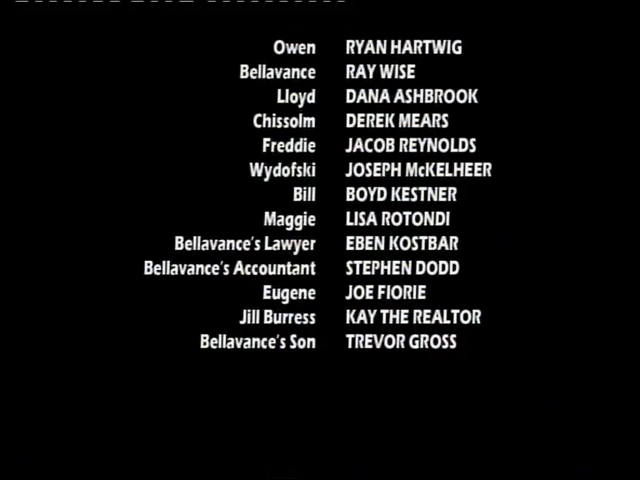 Owen RYAN HARTWIG
Bellavance RAY WISE
Lloyd DANA ASHBROOK
Chissolm DEREK MEARS
Freddie JACOB REYNOLDS
Wydofski JOSEPH McKELHEER
Bill BOYD KESTNER
Maggie LISA ROTONDI
Bellavance's Lawyer EBEN KOSTBAR
Bellavance's Accountant STEPHEN DODD
Eugene JOE FIORIE
Jill Burress KAY THE REALTOR
Bellavance's Son TREVOR GROSS